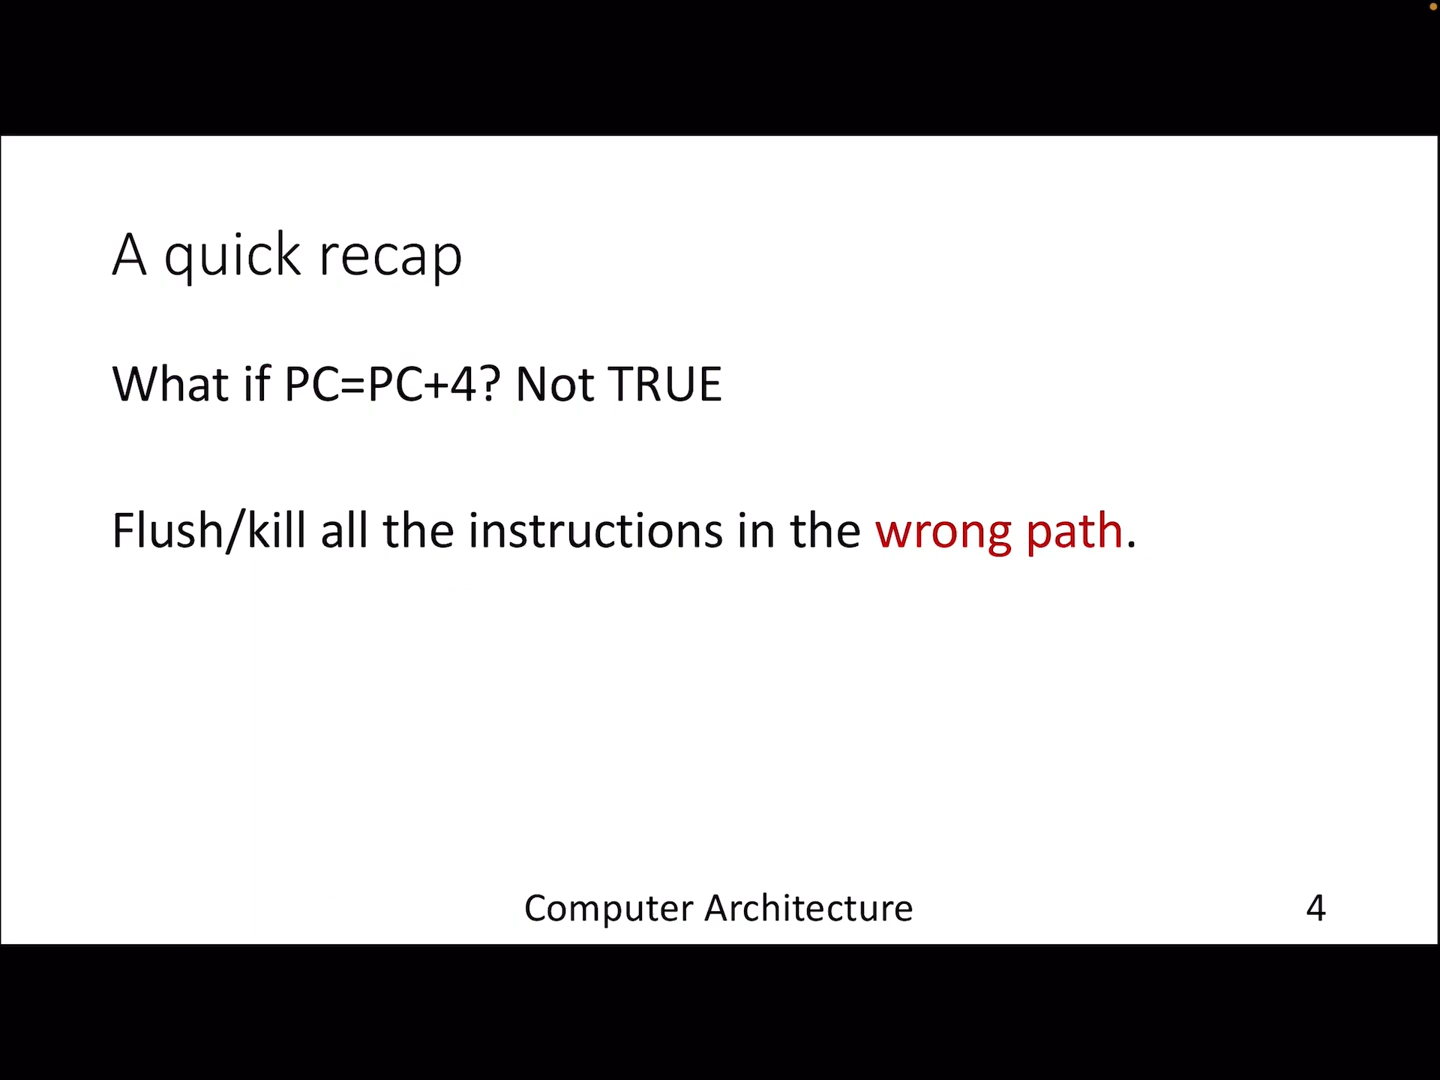 A quick recap
What if PC=PC+4? Not TRUE
Flush/kill all the instructions in the wrong path.
Computer Architecture
4